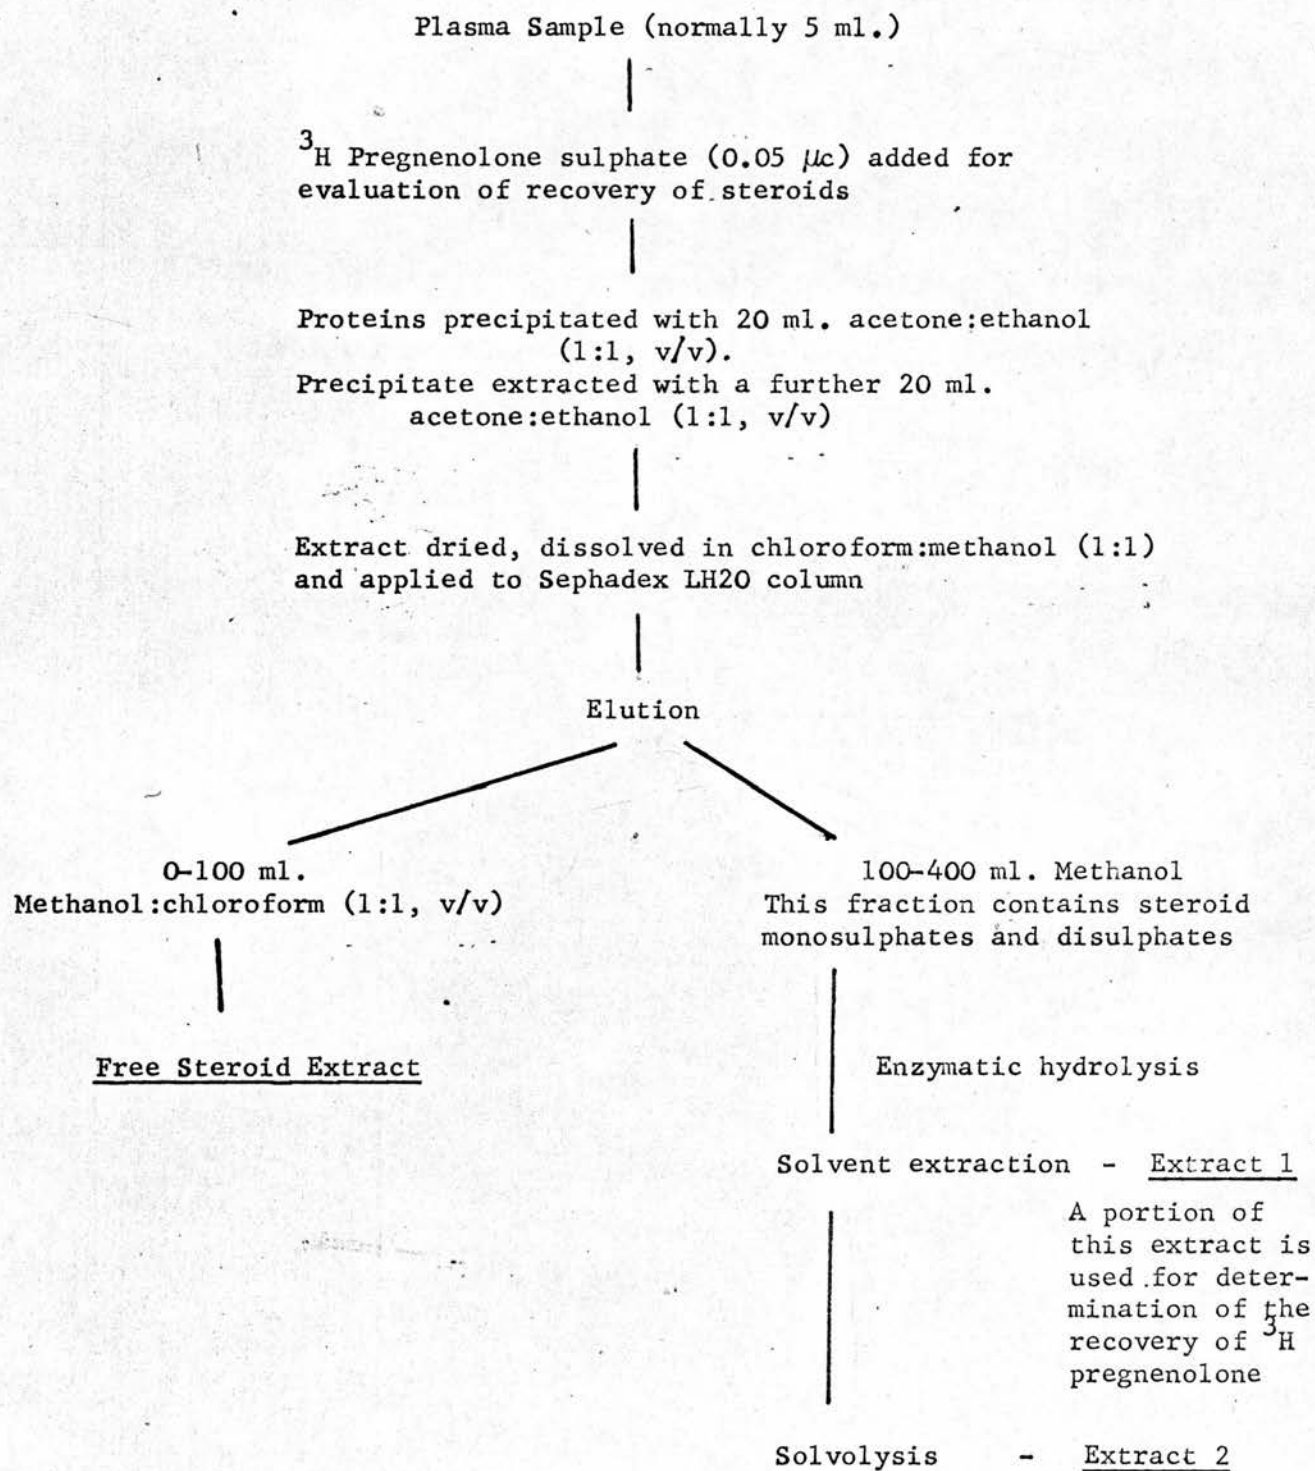 Plasma Sample (normally 5 ml.)
³H Pregnenolone sulphate (0.05 μc) added for
evaluation of recovery of steroids
Proteins precipitated with 20 ml. acetone:ethanol
(1:1, v/v).
Precipitate extracted with a further 20 ml.
acetone:ethanol (1:1, v/v)
Extract dried, dissolved in chloroform:methanol (1:1)
and applied to Sephadex LH20 column
Elution
0-100 ml.
Methanol:chloroform (1:1, v/v)
Free Steroid Extract
100-400 ml. Methanol
This fraction contains steroid
monosulphates and disulphates
Enzymatic hydrolysis
Solvent extraction - Extract 1
A portion of
this extract is
used for deter-
mination of the
recovery of ³H
pregnenolone
Solvolysis - Extract 2